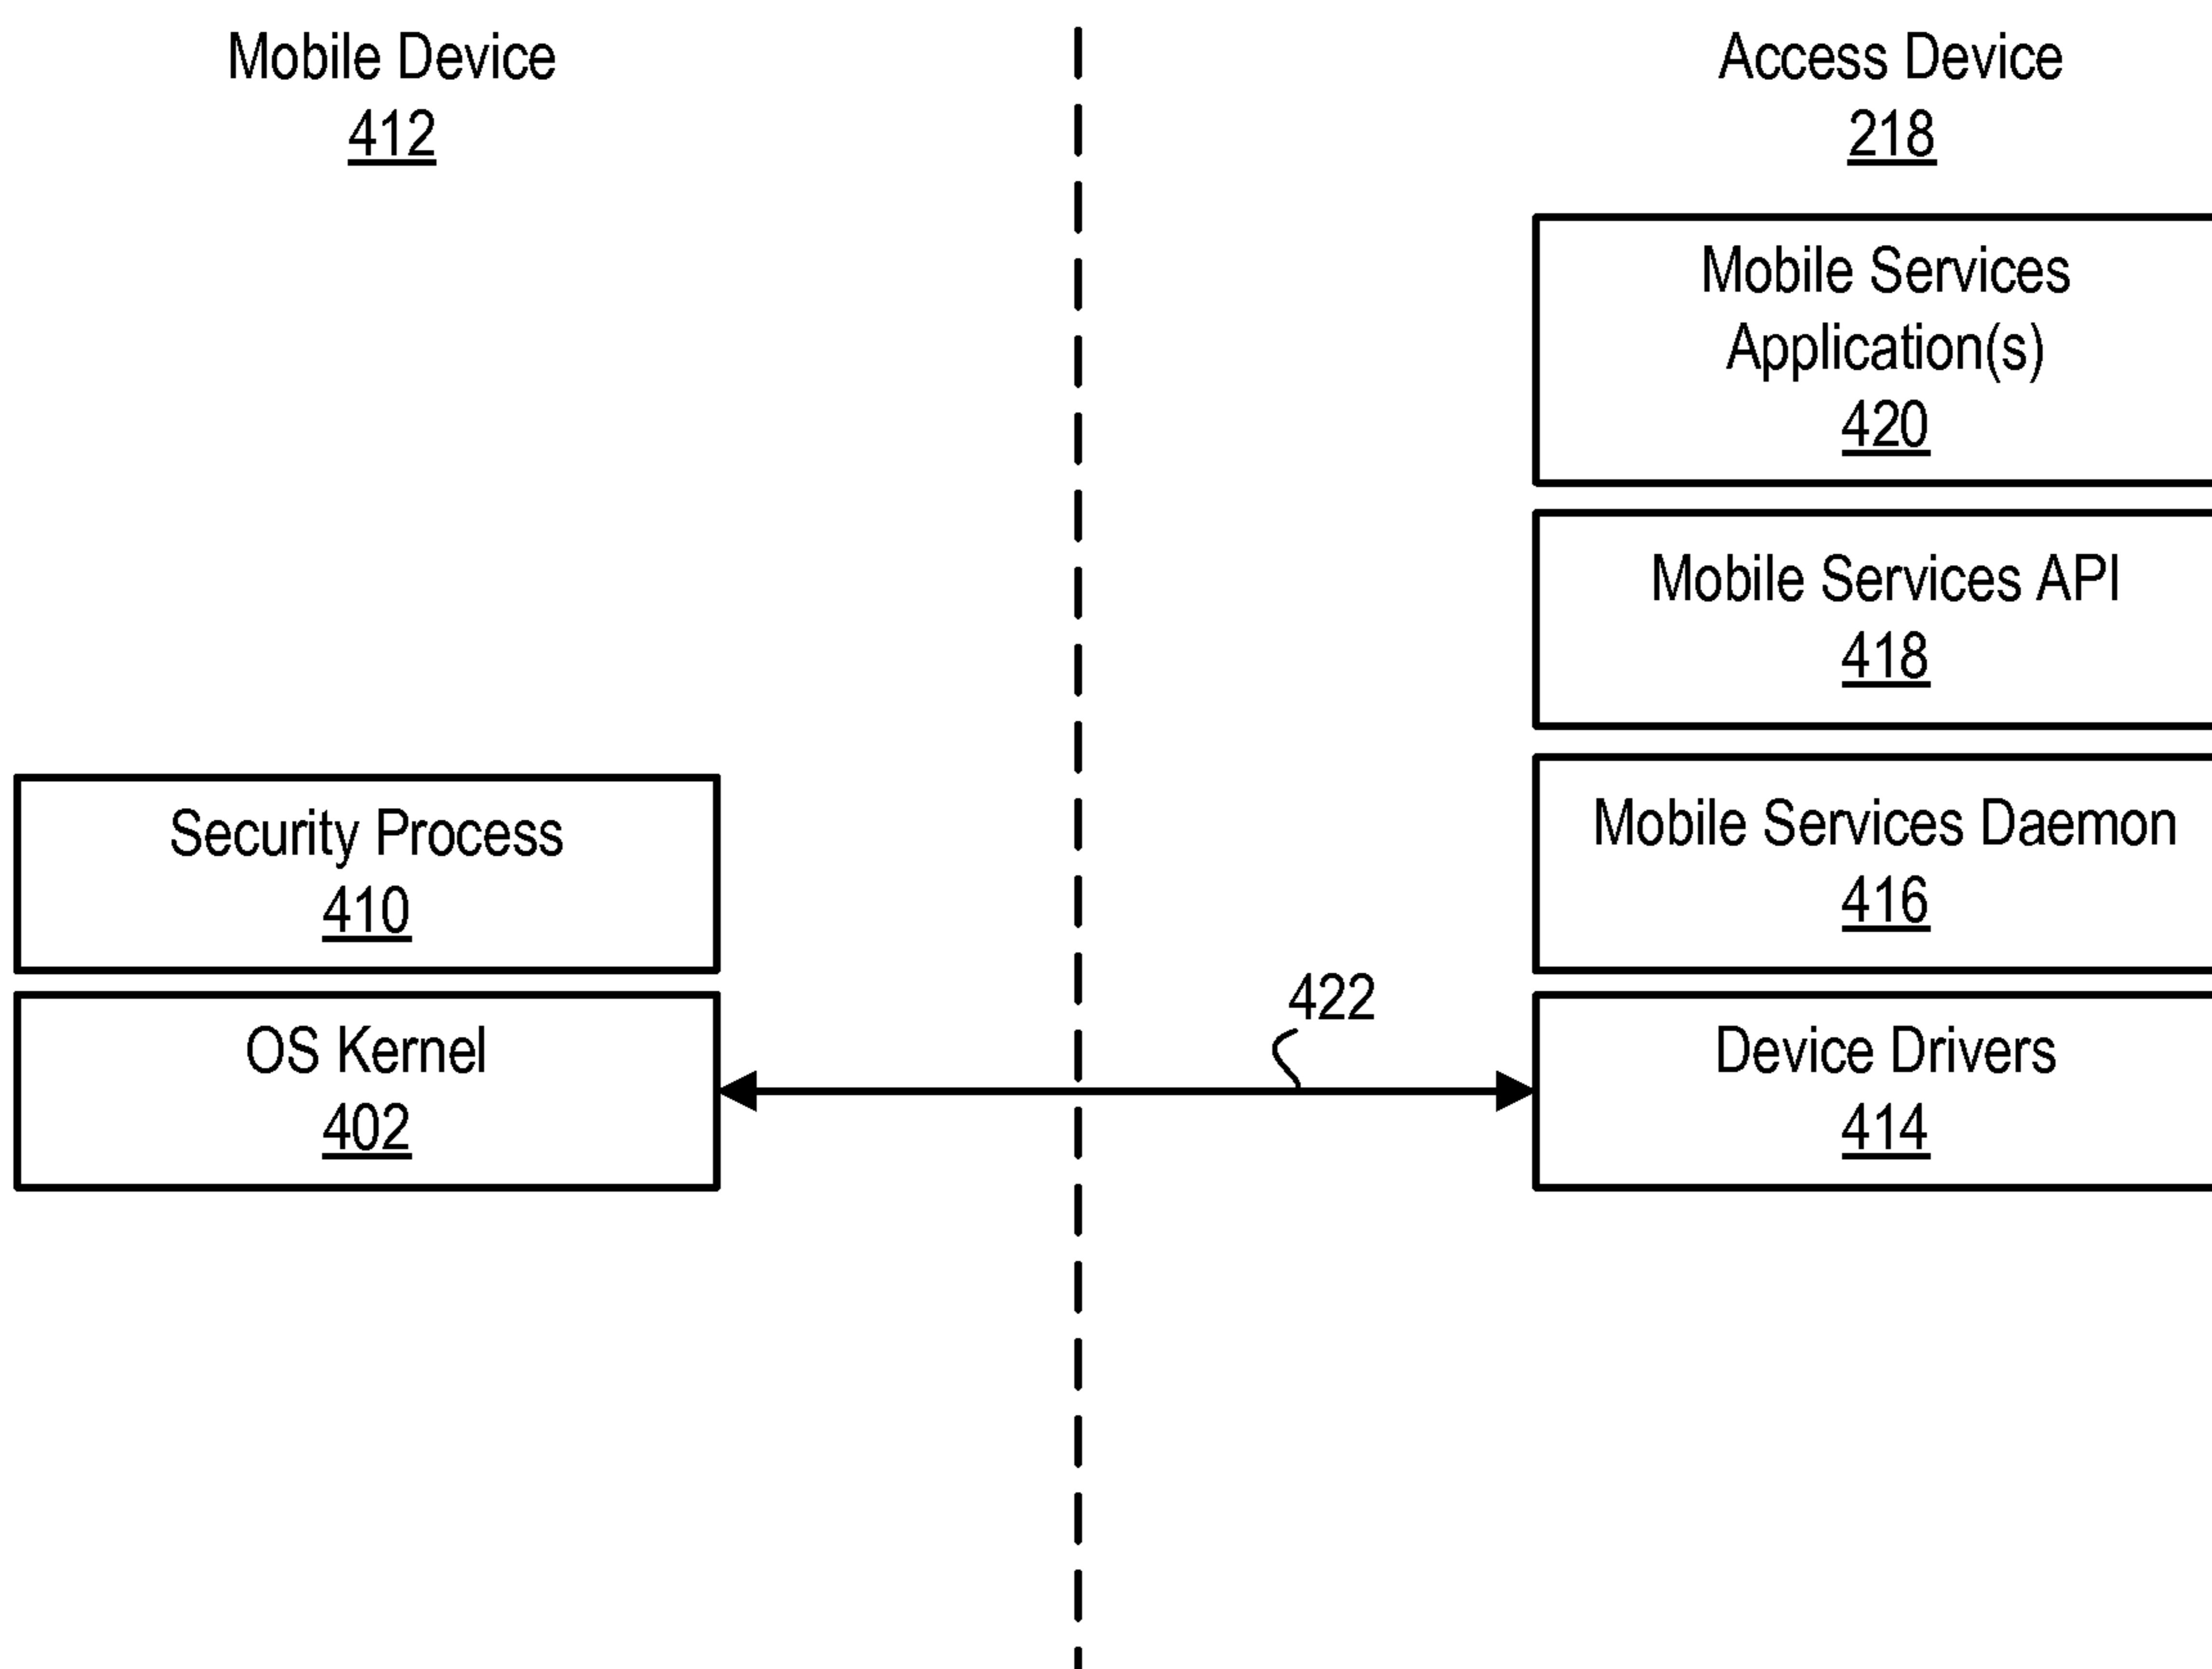 Mobile Device
412
Access Device
218
Mobile Services
Application(s)
420
Mobile Services API
418
Security Process
410
Mobile Services Daemon
416
422
OS Kernel
402
Device Drivers
414